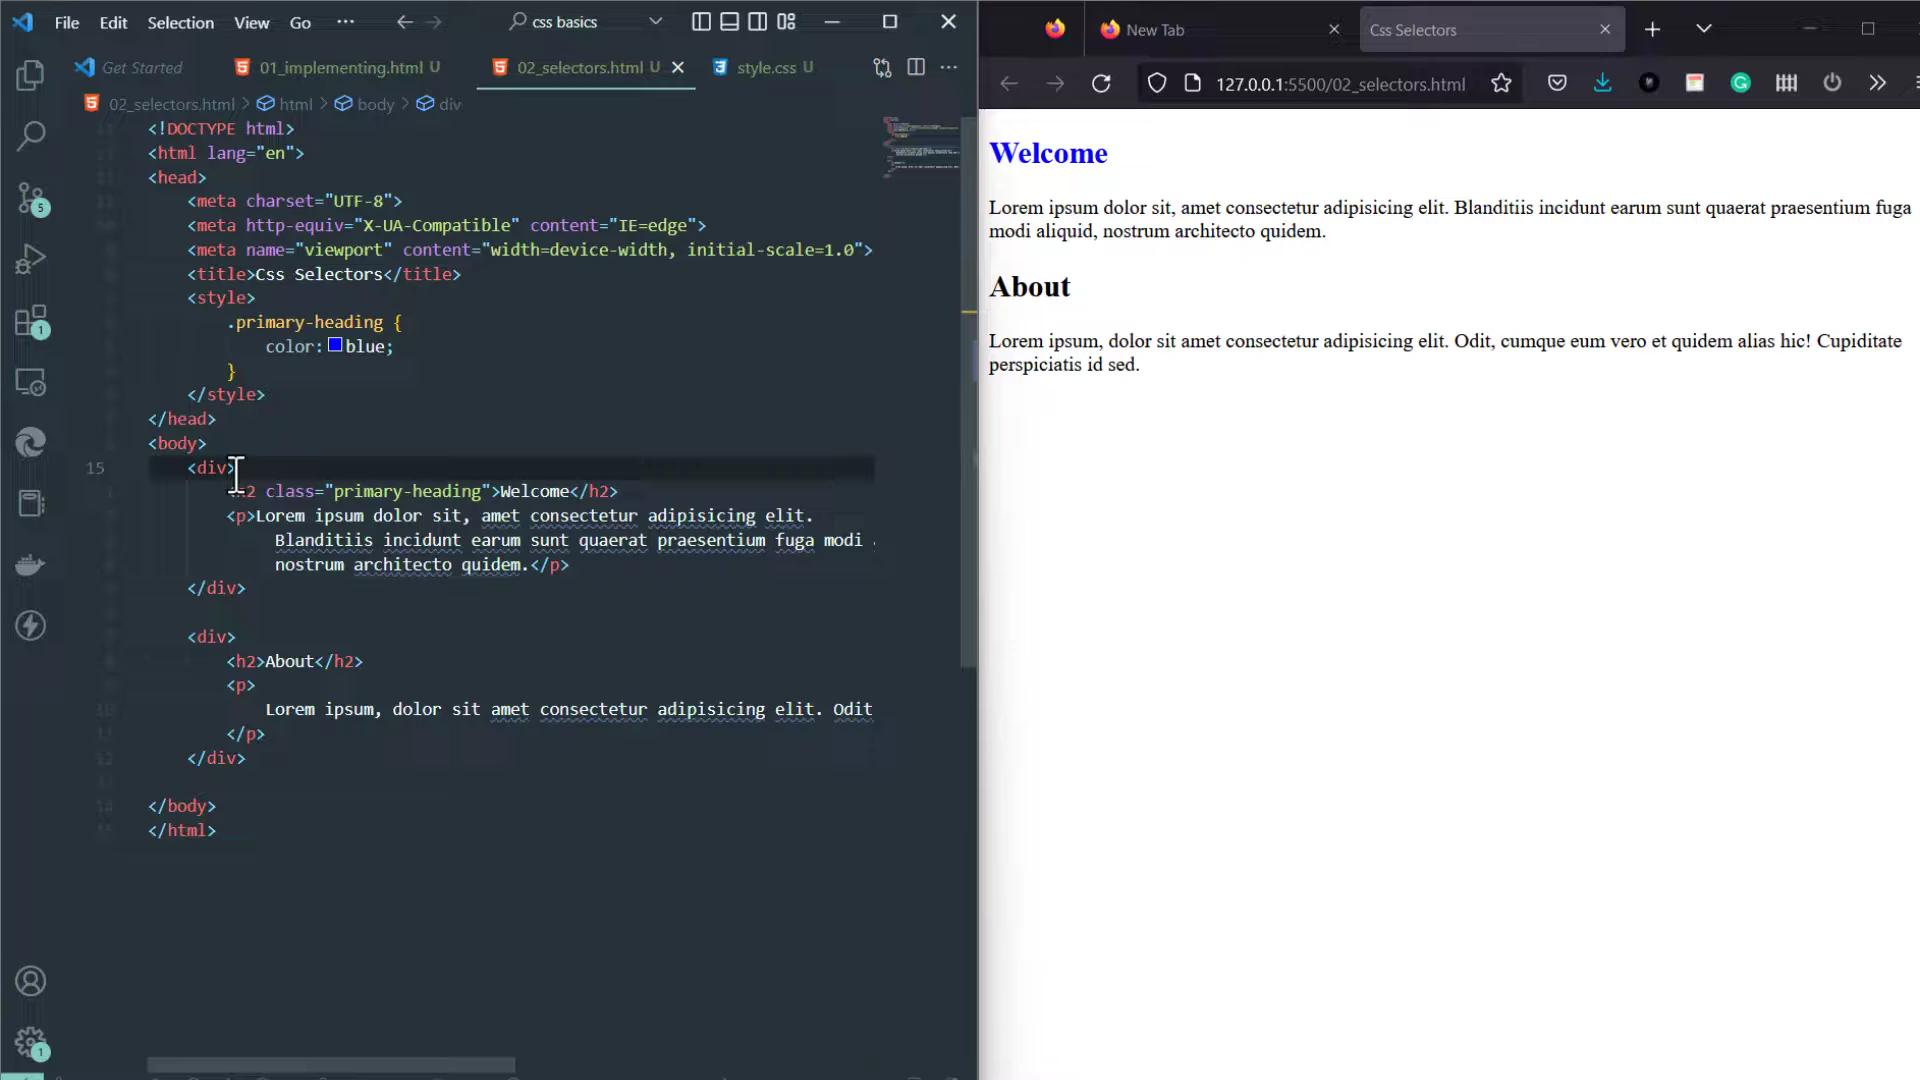 File Edit Selection View Go ··· css basics
Get Started 01_implementing.html U 02_selectors.html U style.css U
02_selectors.html > html > body > div
<!DOCTYPE html>
<html lang="en">
<head>
<meta charset="UTF-8">
<meta http-equiv="X-UA-Compatible" content="IE=edge">
<meta name="viewport" content="width=device-width, initial-scale=1.0">
<title>Css Selectors</title>
<style>
.primary-heading {
color: blue;
}
</style>
</head>
<body>
15 <div>
h2 class="primary-heading">Welcome</h2>
<p>Lorem ipsum dolor sit, amet consectetur adipisicing elit.
Blanditiis incidunt earum sunt quaerat praesentium fuga modi
nostrum architecto quidem.</p>
</div>
<div>
<h2>About</h2>
<p>
Lorem ipsum, dolor sit amet consectetur adipisicing elit. Odit
</p>
</div>
</body>
</html>
5
1
1
New Tab Css Selectors
127.0.0.1:5500/02_selectors.html
Welcome
Lorem ipsum dolor sit, amet consectetur adipisicing elit. Blanditiis incidunt earum sunt quaerat praesentium fuga
modi aliquid, nostrum architecto quidem.
About
Lorem ipsum, dolor sit amet consectetur adipisicing elit. Odit, cumque eum vero et quidem alias hic! Cupiditate
perspiciatis id sed.